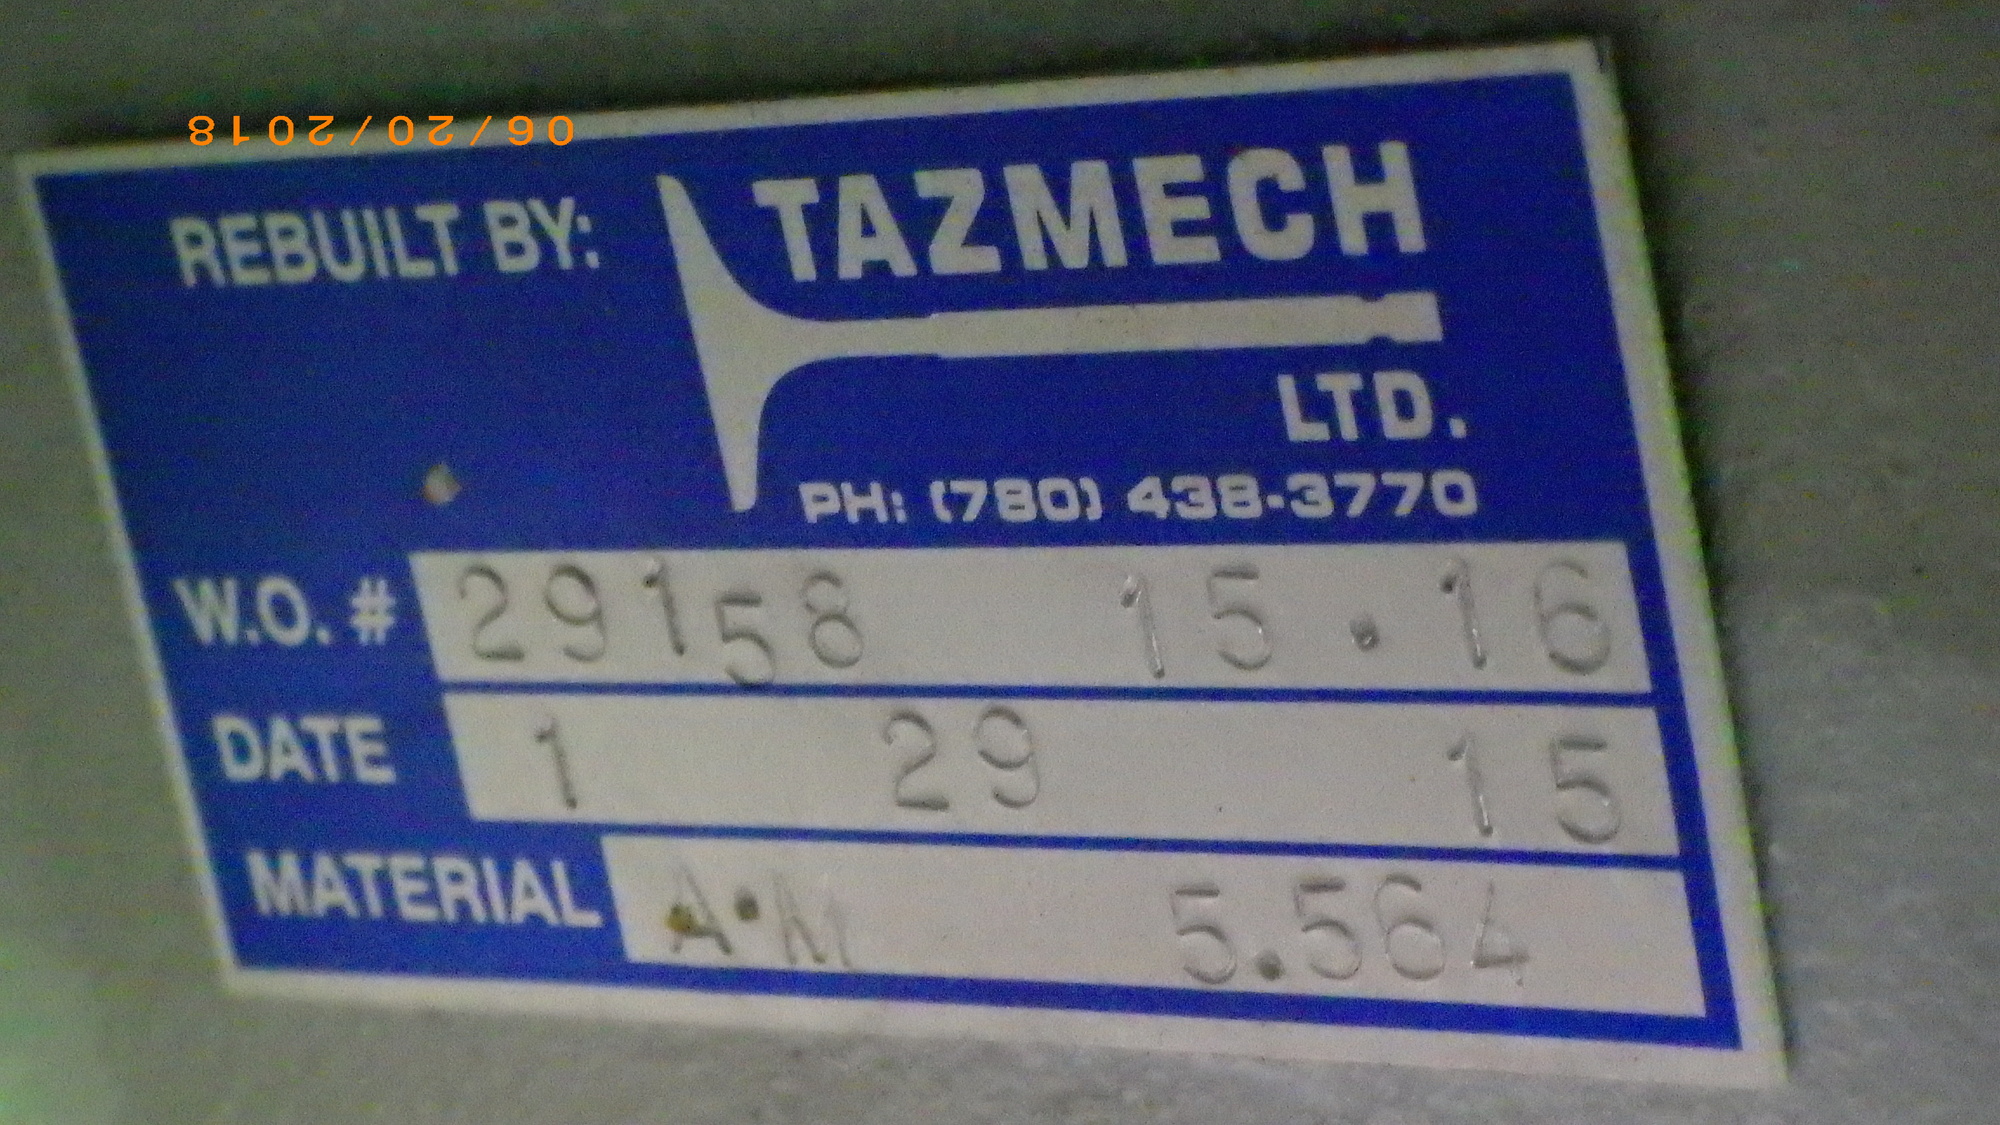 06/20/2018
REBUILT BY: TAZMECH
LTD.
PH: (780) 438-3770
W.O. # 29158 15.16
DATE 1 29 15
MATERIAL A.M 5.564